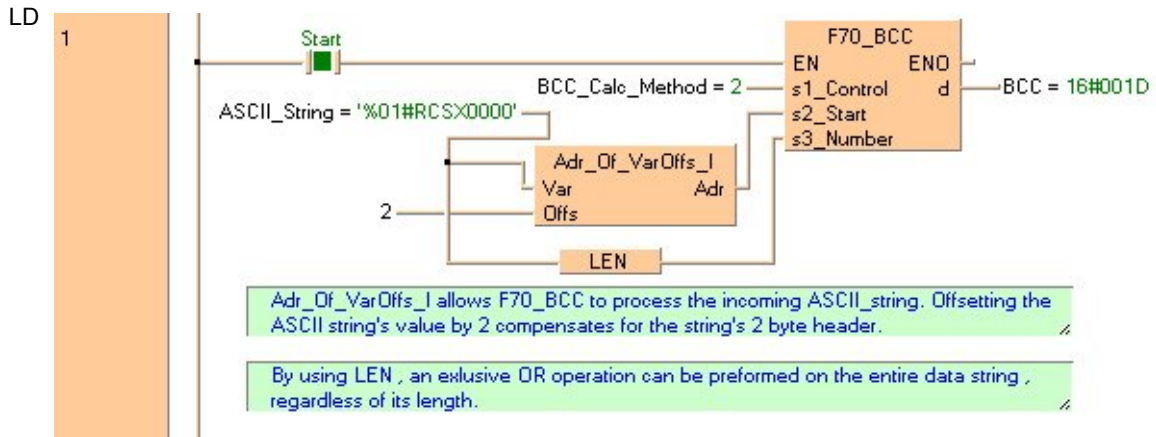 LD
1
Start
F70_BCC
EN ENO
BCC_Calc_Method = 2 s1_Control d BCC = 16#001D
ASCII_String = '%01#RCSX0000' s2_Start
s3_Number
Adr_Of_VarOffs_I
Var Adr
2 Offs
LEN
Adr_Of_VarOffs_I allows F70_BCC to process the incoming ASCII_string. Offsetting the
ASCII string's value by 2 compensates for the string's 2 byte header.
By using LEN , an exlusive OR operation can be preformed on the entire data string ,
regardless of its length.